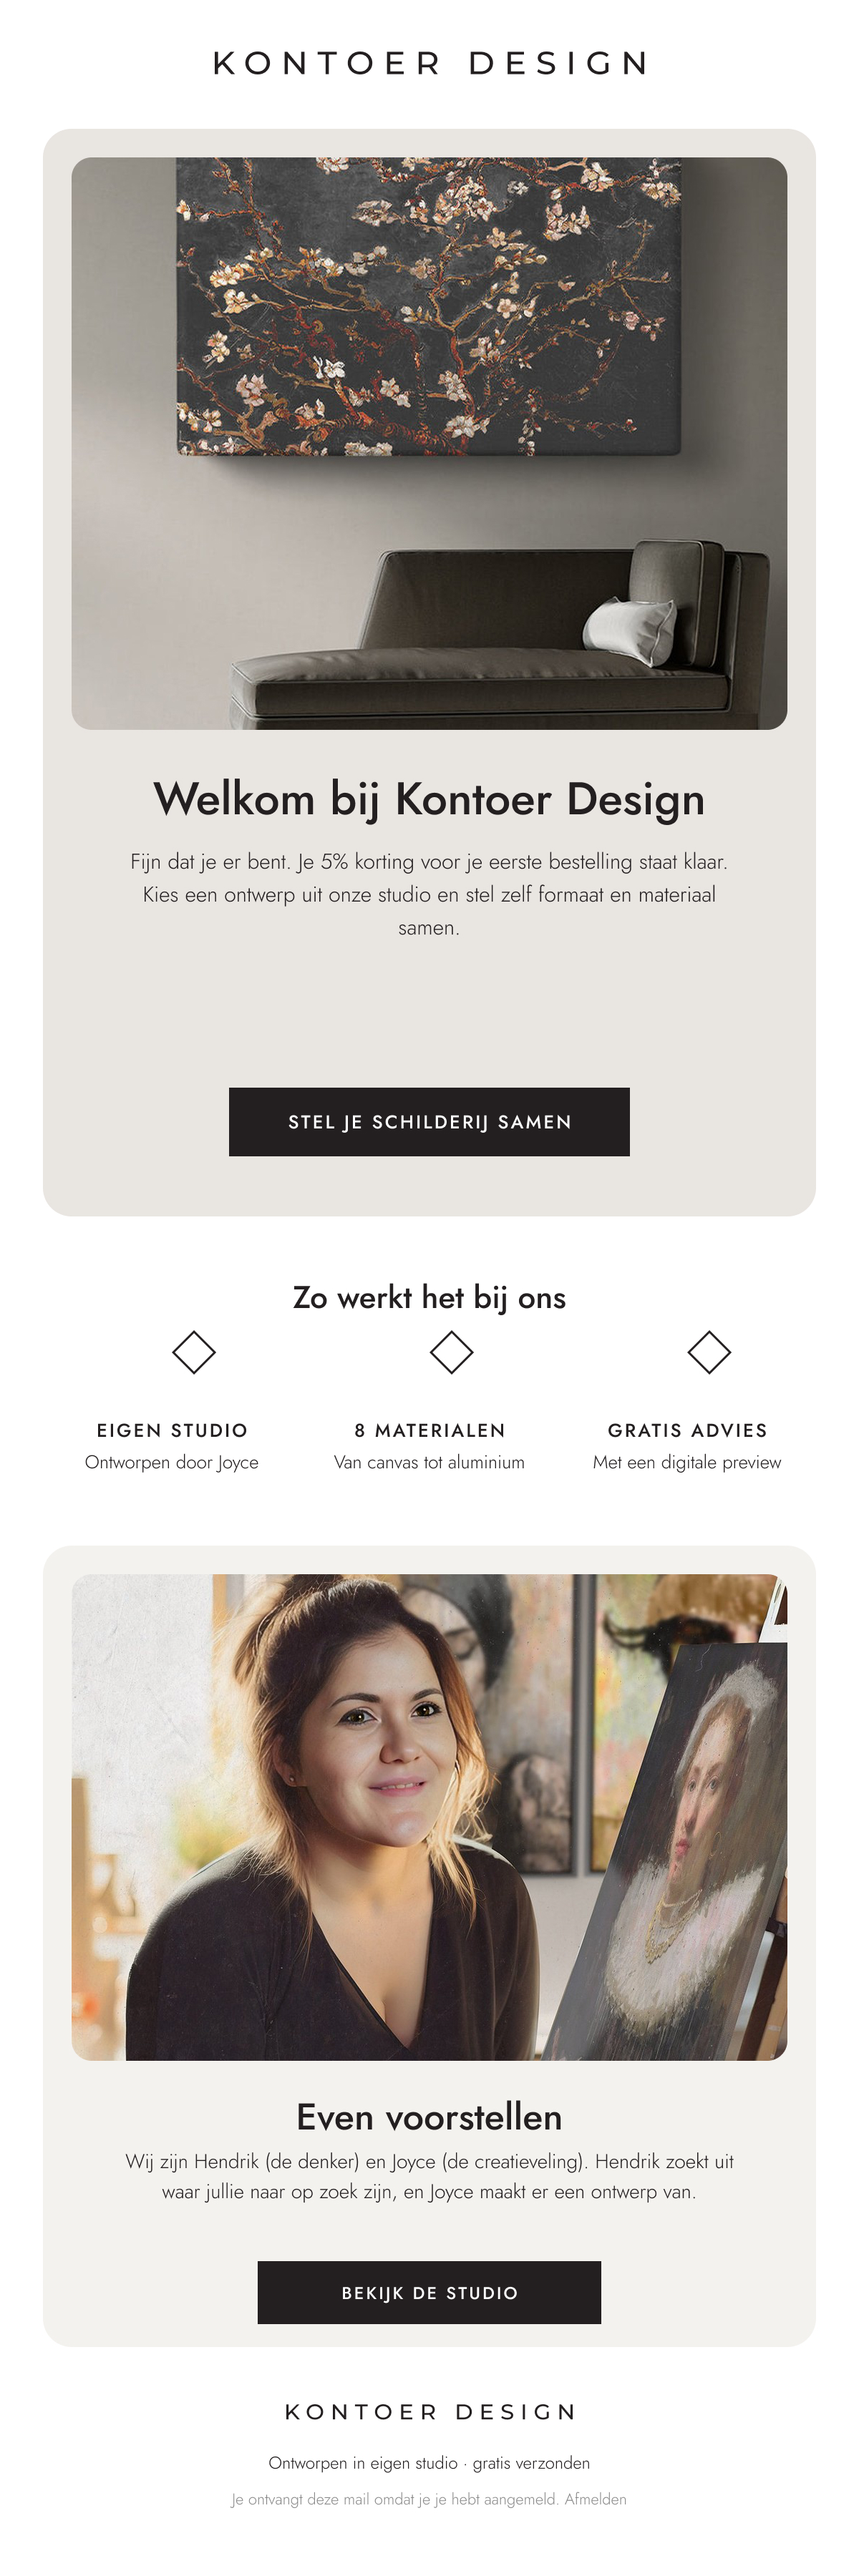 KONTOER DESIGN
Welkom bij Kontoer Design
Fijn dat je er bent. Je 5% korting voor je eerste bestelling staat klaar.
Kies een ontwerp uit onze studio en stel zelf formaat en materiaal
samen.
STEL JE SCHILDERIJ SAMEN
Zo werkt het bij ons
EIGEN STUDIO
Ontworpen door Joyce
8 MATERIALEN
Van canvas tot aluminium
GRATIS ADVIES
Met een digitale preview
Even voorstellen
Wij zijn Hendrik (de denker) en Joyce (de creatieveling). Hendrik zoekt uit
waar jullie naar op zoek zijn, en Joyce maakt er een ontwerp van.
BEKIJK DE STUDIO
KONTOER DESIGN
Ontworpen in eigen studio · gratis verzonden
Je ontvangt deze mail omdat je je hebt aangemeld. Afmelden